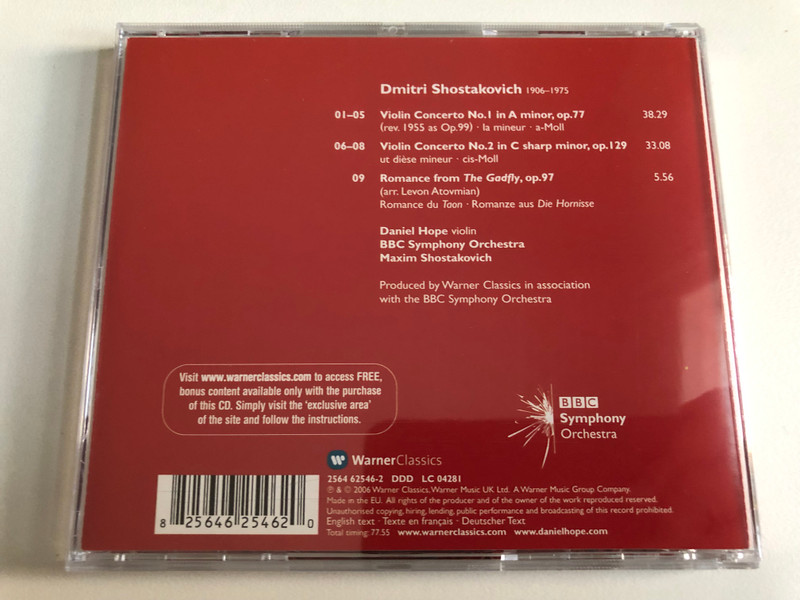 Dmitri Shostakovich 1906–1975
01–05 Violin Concerto No.1 in A minor, op.77 38.29
(rev. 1955 as Op.99) · la mineur · a-Moll
06–08 Violin Concerto No.2 in C sharp minor, op.129 33.08
ut dièse mineur · cis-Moll
09 Romance from The Gadfly, op.97 5.56
(arr. Levon Atovmian)
Romance du Taon · Romanze aus Die Hornisse
Daniel Hope violin
BBC Symphony Orchestra
Maxim Shostakovich
Produced by Warner Classics in association
with the BBC Symphony Orchestra
Visit www.warnerclassics.com to access FREE,
bonus content available only with the purchase
of this CD. Simply visit the ‘exclusive area’
of the site and follow the instructions.
BBC
Symphony
Orchestra
WarnerClassics
2564 62546-2 DDD LC 04281
℗ & © 2006 Warner Classics, Warner Music UK Ltd. A Warner Music Group Company.
Made in the EU. All rights of the producer and of the owner of the work reproduced reserved.
Unauthorised copying, hiring, lending, public performance and broadcasting of this record prohibited.
English text · Texte en français · Deutscher Text
Total timing: 77.55 www.warnerclassics.com www.danielhope.com
8 25646 25462 0